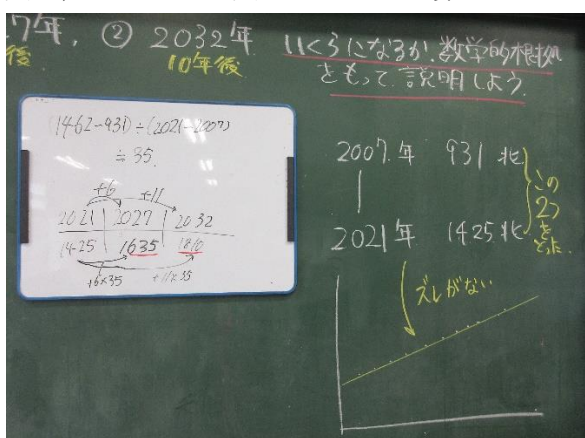 7年, ② 2032年
後 10年後
いくらになるか, 数学的根拠
をもって説明しよう.
(1462-931)÷(2021-2007)
≒35.
+6 +11
2021 2027 2032
1425 1635 1810
+6×35 +11×35
2007年 931北
2021年 1425北
この
2つ
を
とった.
ズレがない